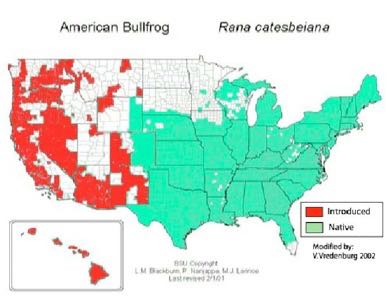 American Bullfrog Rana catesbeiana
Introduced
Native
Modified by:
V.Vredenburg 2002
BSU Copyright
L.M. Blackburn, P. Nanjappa, M.J. Lannoo
Last revised 2/1/01